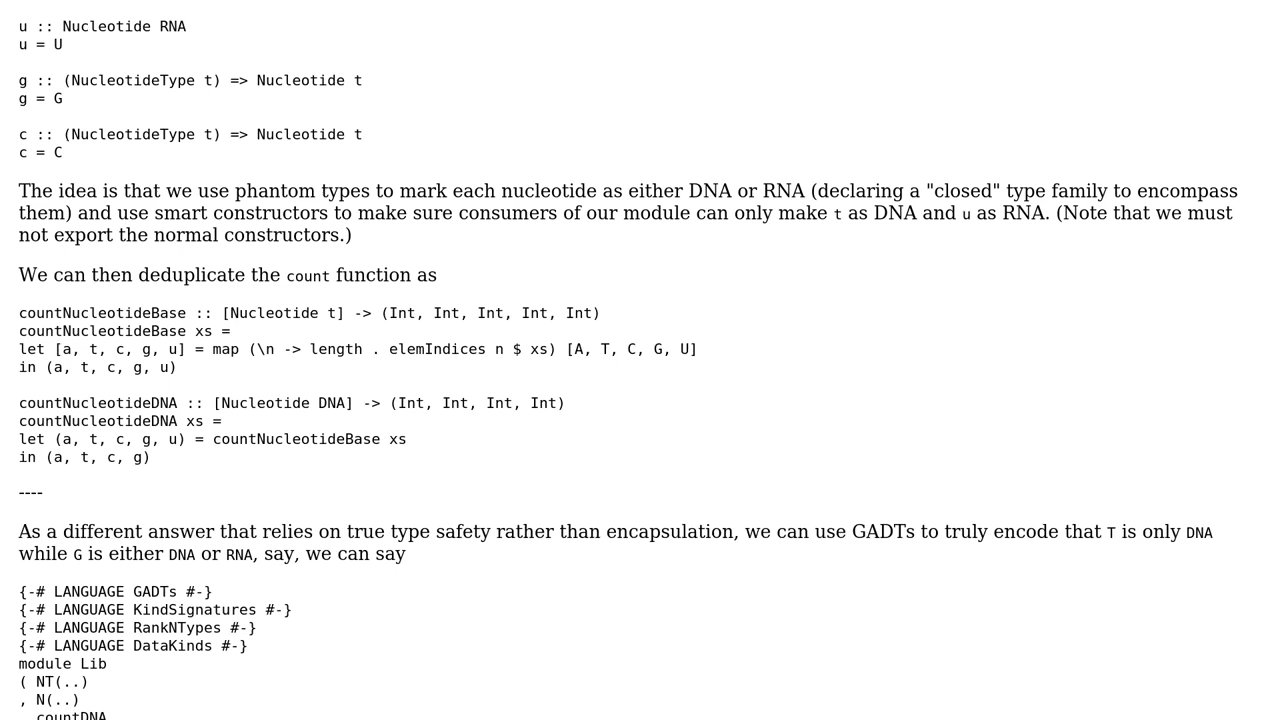 u :: Nucleotide RNA
u = U
g :: (NucleotideType t) => Nucleotide t
g = G
c :: (NucleotideType t) => Nucleotide t
c = C
The idea is that we use phantom types to mark each nucleotide as either DNA or RNA (declaring a "closed" type family to encompass
them) and use smart constructors to make sure consumers of our module can only make t as DNA and u as RNA. (Note that we must
not export the normal constructors.)
We can then deduplicate the count function as
countNucleotideBase :: [Nucleotide t] -> (Int, Int, Int, Int, Int)
countNucleotideBase xs =
let [a, t, c, g, u] = map (\n -> length . elemIndices n $ xs) [A, T, C, G, U]
in (a, t, c, g, u)
countNucleotideDNA :: [Nucleotide DNA] -> (Int, Int, Int, Int)
countNucleotideDNA xs =
let (a, t, c, g, u) = countNucleotideBase xs
in (a, t, c, g)
----
As a different answer that relies on true type safety rather than encapsulation, we can use GADTs to truly encode that T is only DNA
while G is either DNA or RNA, say, we can say
{-# LANGUAGE GADTs #-}
{-# LANGUAGE KindSignatures #-}
{-# LANGUAGE RankNTypes #-}
{-# LANGUAGE DataKinds #-}
module Lib
( NT(..)
, N(..)
, countDNA